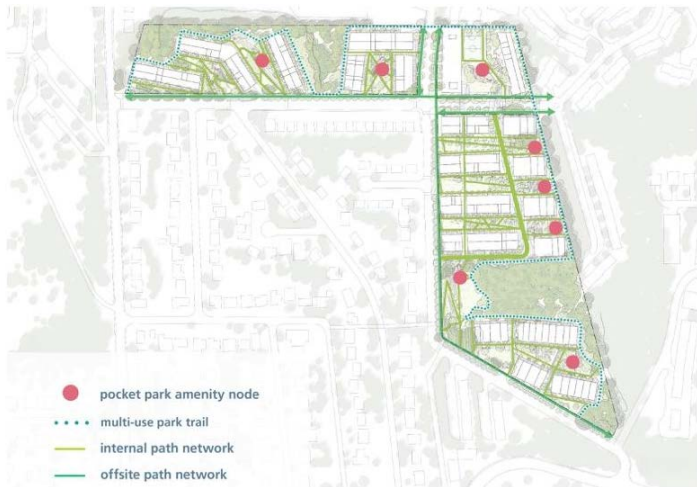 pocket park amenity node
multi-use park trail
internal path network
offsite path network